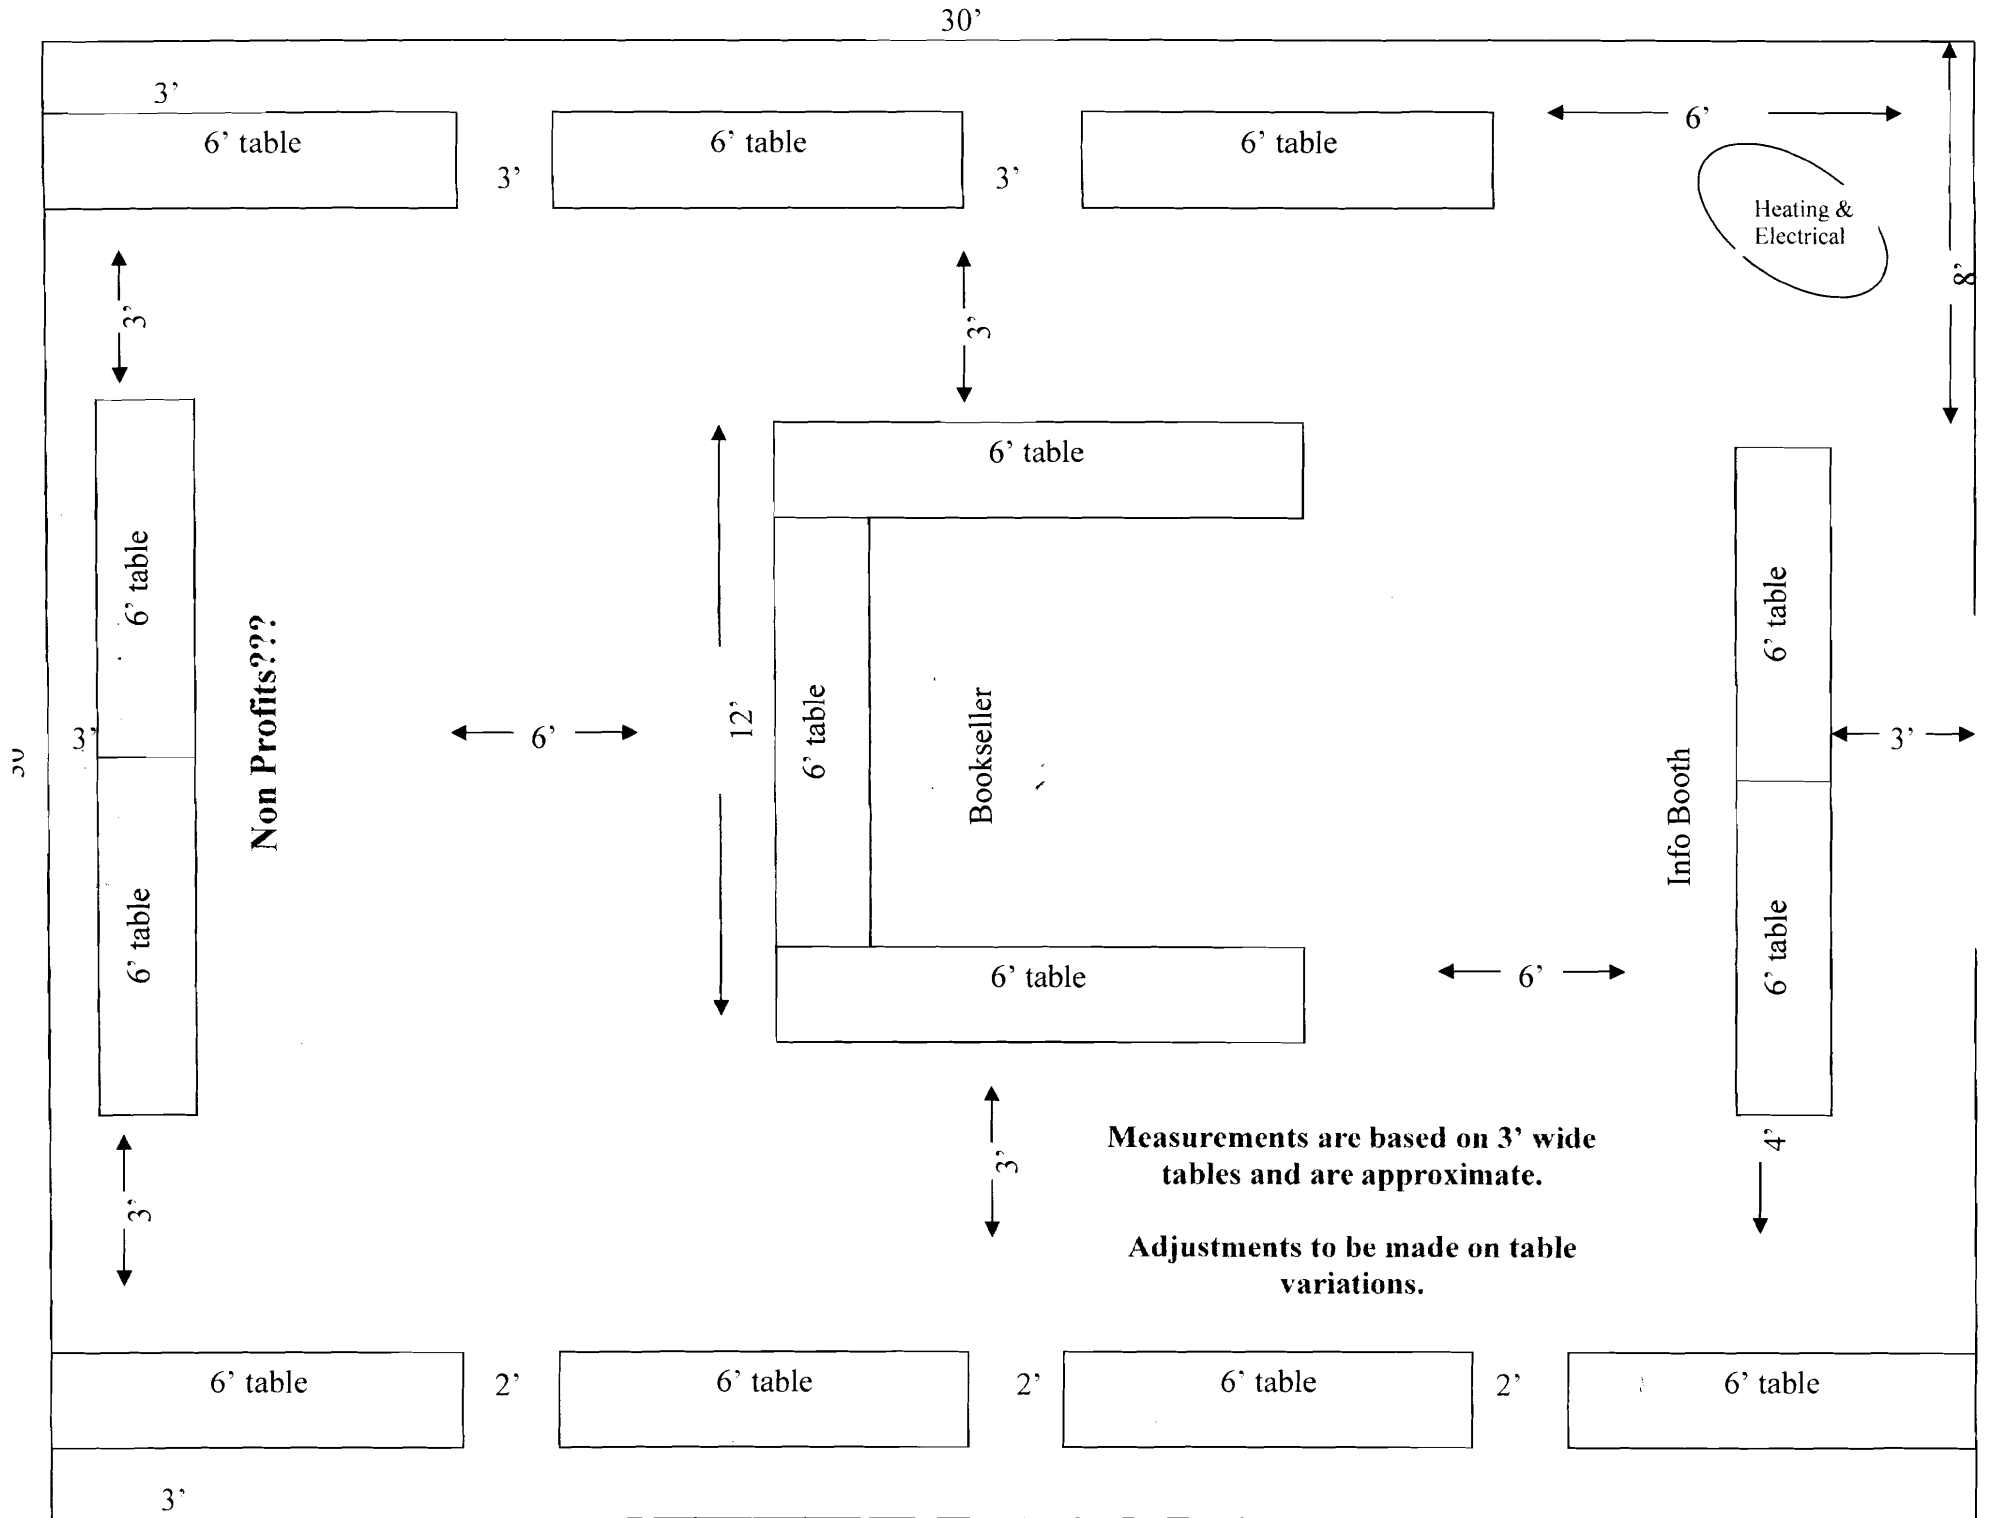 30’
3’
6’ table
6’ table
6’ table
6’
3’
3’
Heating &
Electrical
8’
3’
3’
6’ table
6’ table
6’ table
Non Profits???
6’ table
12’
Bookseller
3’
6’
3’
Info Booth
6’ table
6’ table
6’ table
6’
4’
Measurements are based on 3’ wide
tables and are approximate.
3’
3’
Adjustments to be made on table
variations.
6’ table
2’
6’ table
2’
6’ table
2’
6’ table
3’